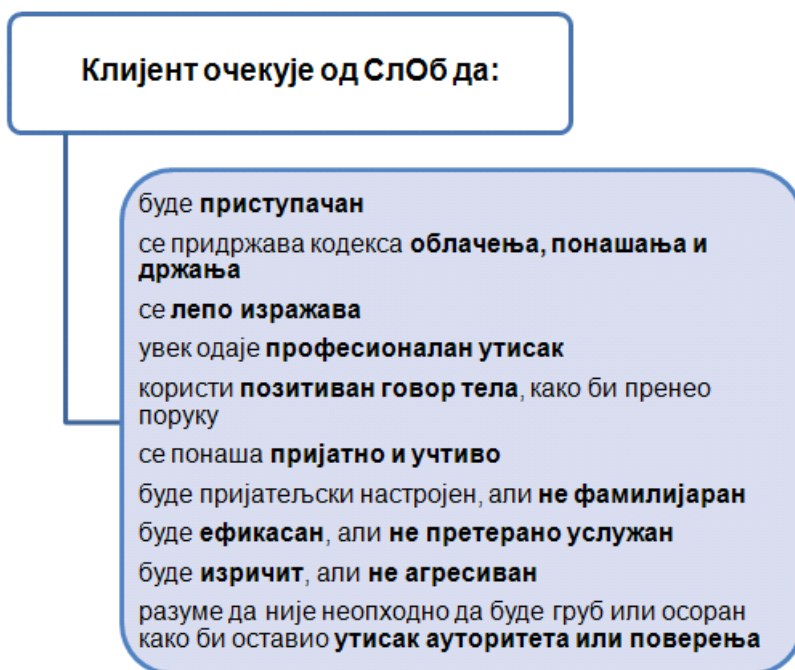 Клијент очекује од СлОб да:
буде приступачан
се придржава кодекса облачења, понашања и
држања
се лепо изражава
увек одаје професионалан утисак
користи позитиван говор тела, како би пренео
поруку
се понаша пријатно и учтиво
буде пријатељски настројен, али не фамилијаран
буде ефикасан, али не претерано услужан
буде изричит, али не агресиван
разуме да није неопходно да буде груб или осоран
како би оставио утисак ауторитета или поверења